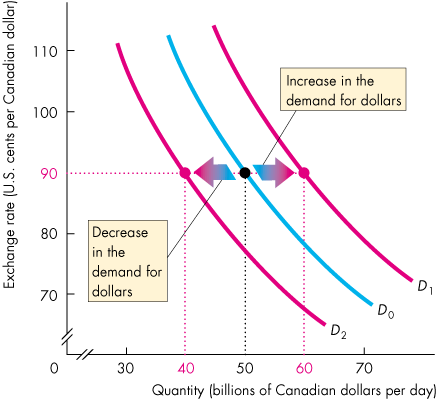 Exchange rate (U.S. cents per Canadian dollar)
110
100
90
80
70
0
Increase in the
demand for dollars
Decrease
in the
demand for
dollars
D1
D0
D2
30
40
50
60
70
Quantity (billions of Canadian dollars per day)